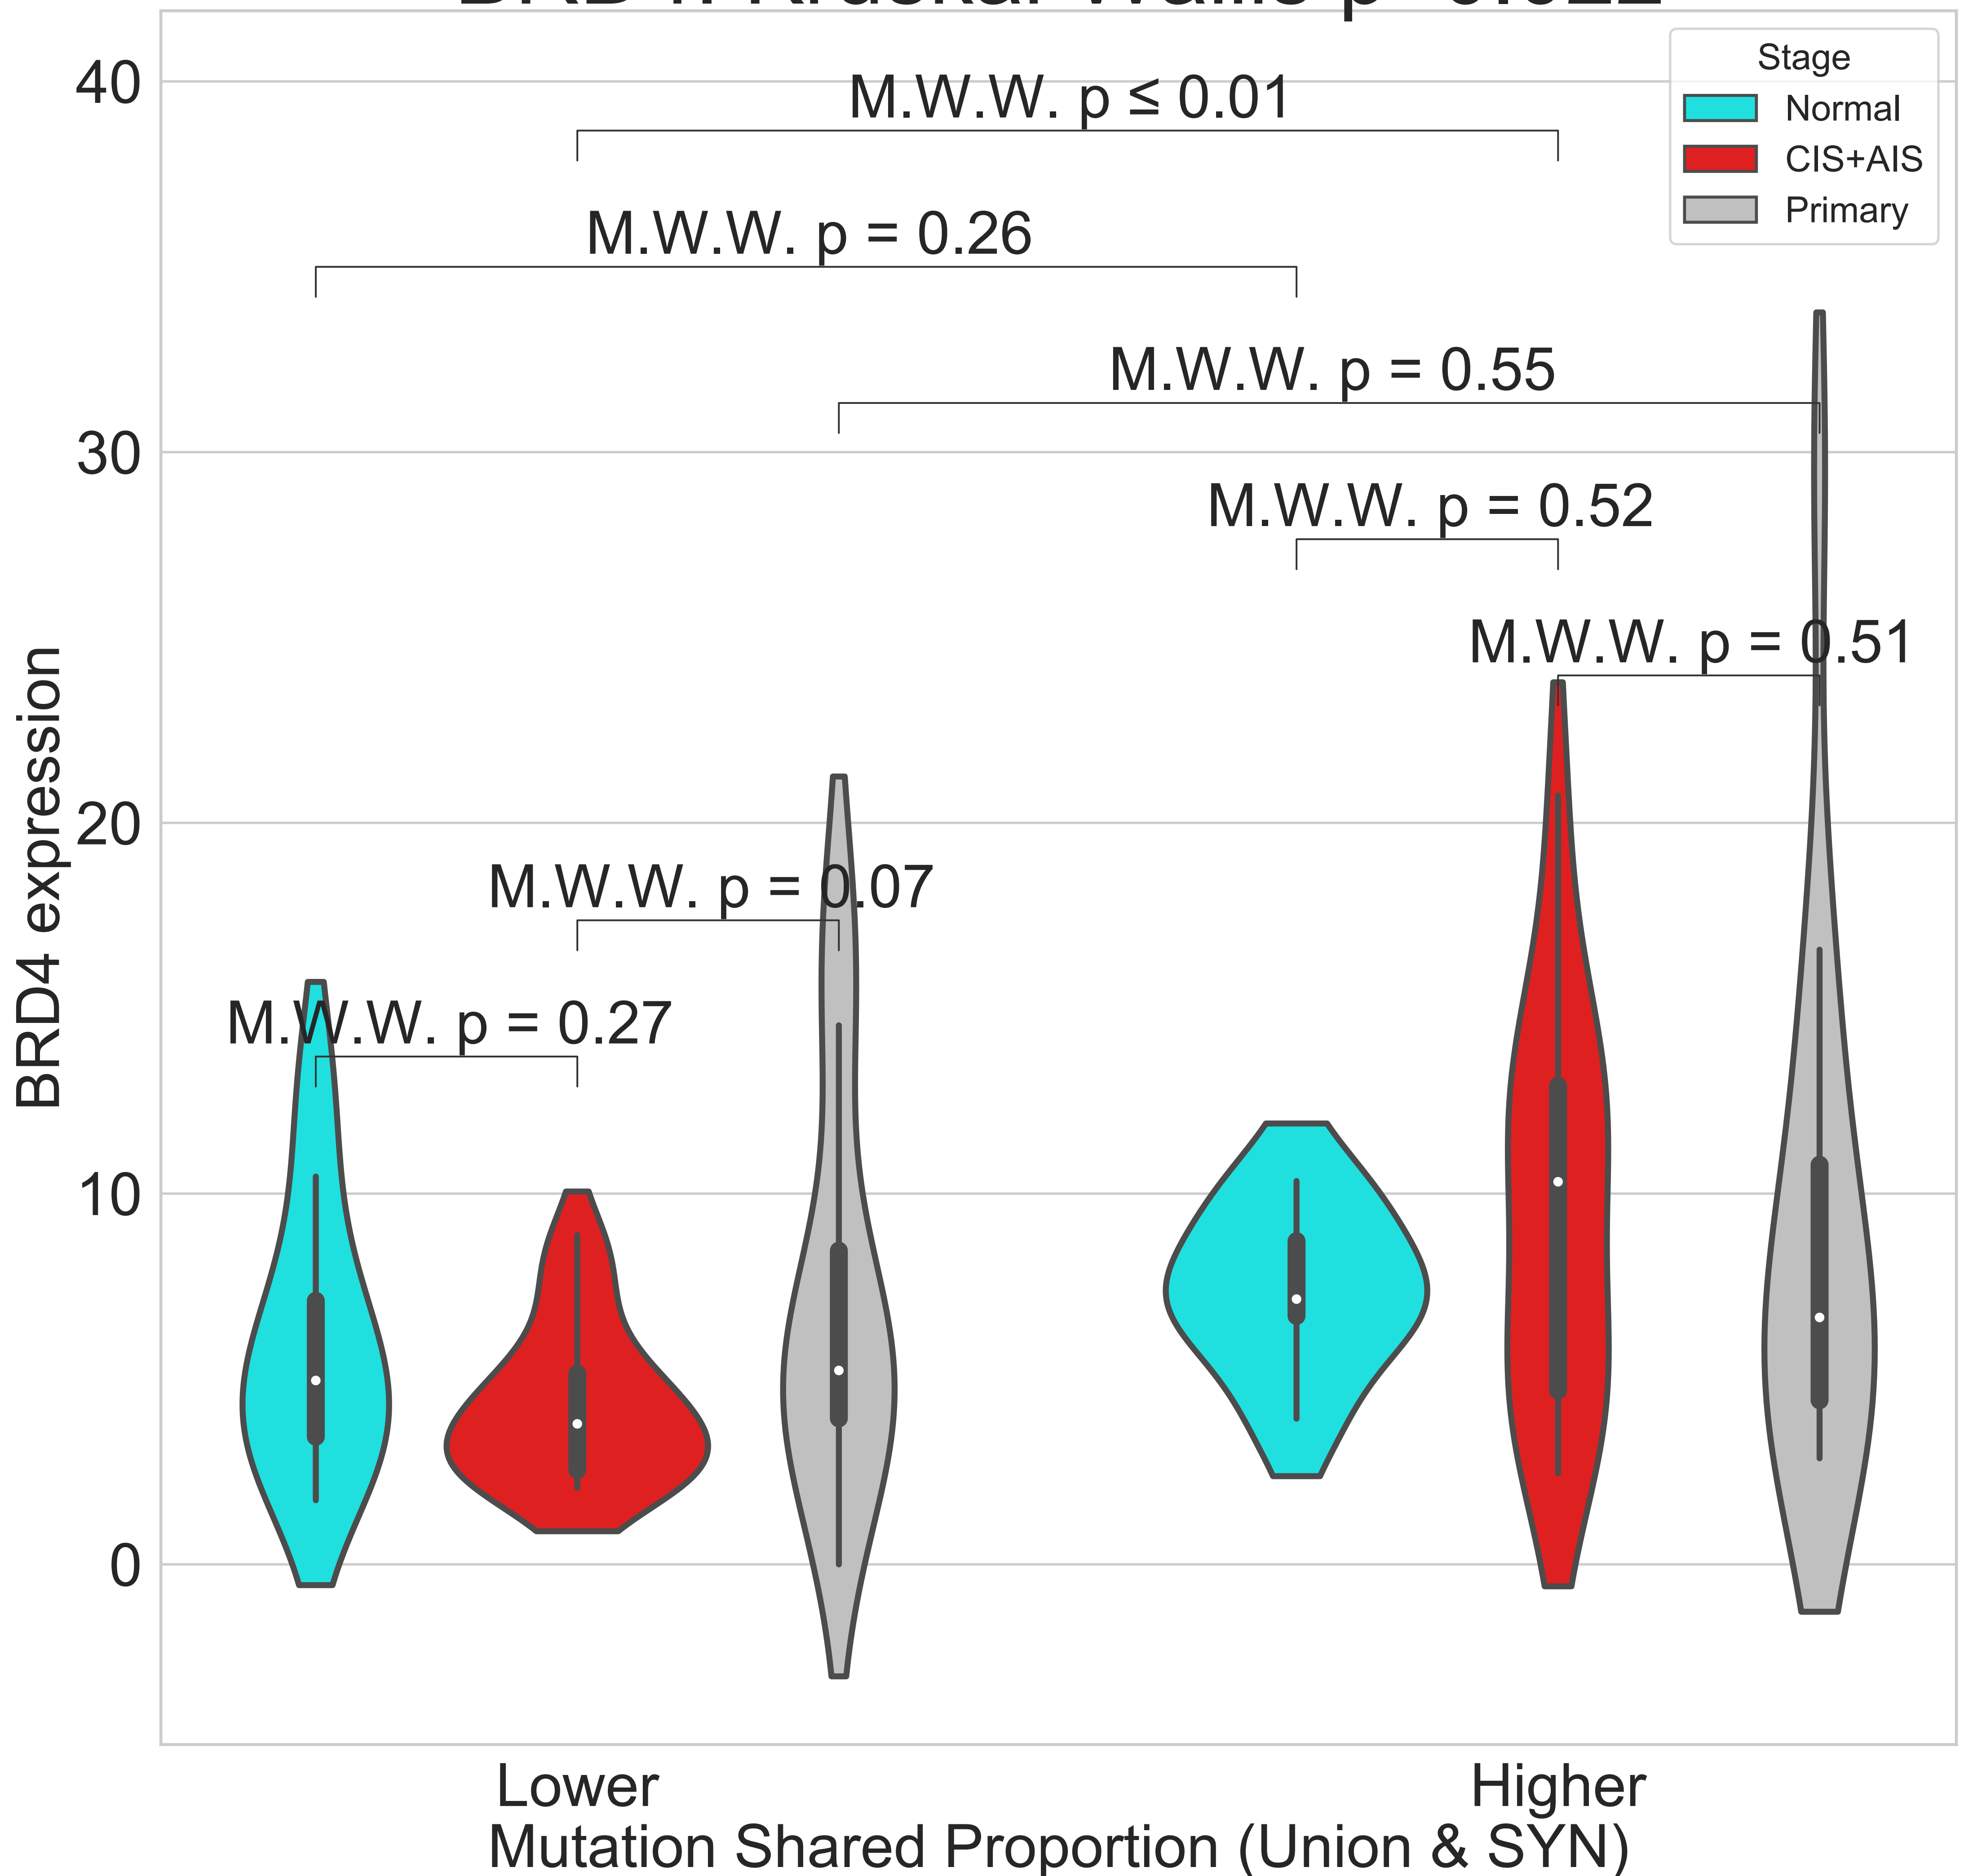 Stage
Normal
CIS+AIS
Primary
40
30
20
10
0
BRD4 expression
M.W.W. p ≤ 0.01
M.W.W. p = 0.26
M.W.W. p = 0.55
M.W.W. p = 0.52
M.W.W. p = 0.51
M.W.W. p = 0.07
M.W.W. p = 0.27
Lower
Higher
Mutation Shared Proportion (Union & SYN)